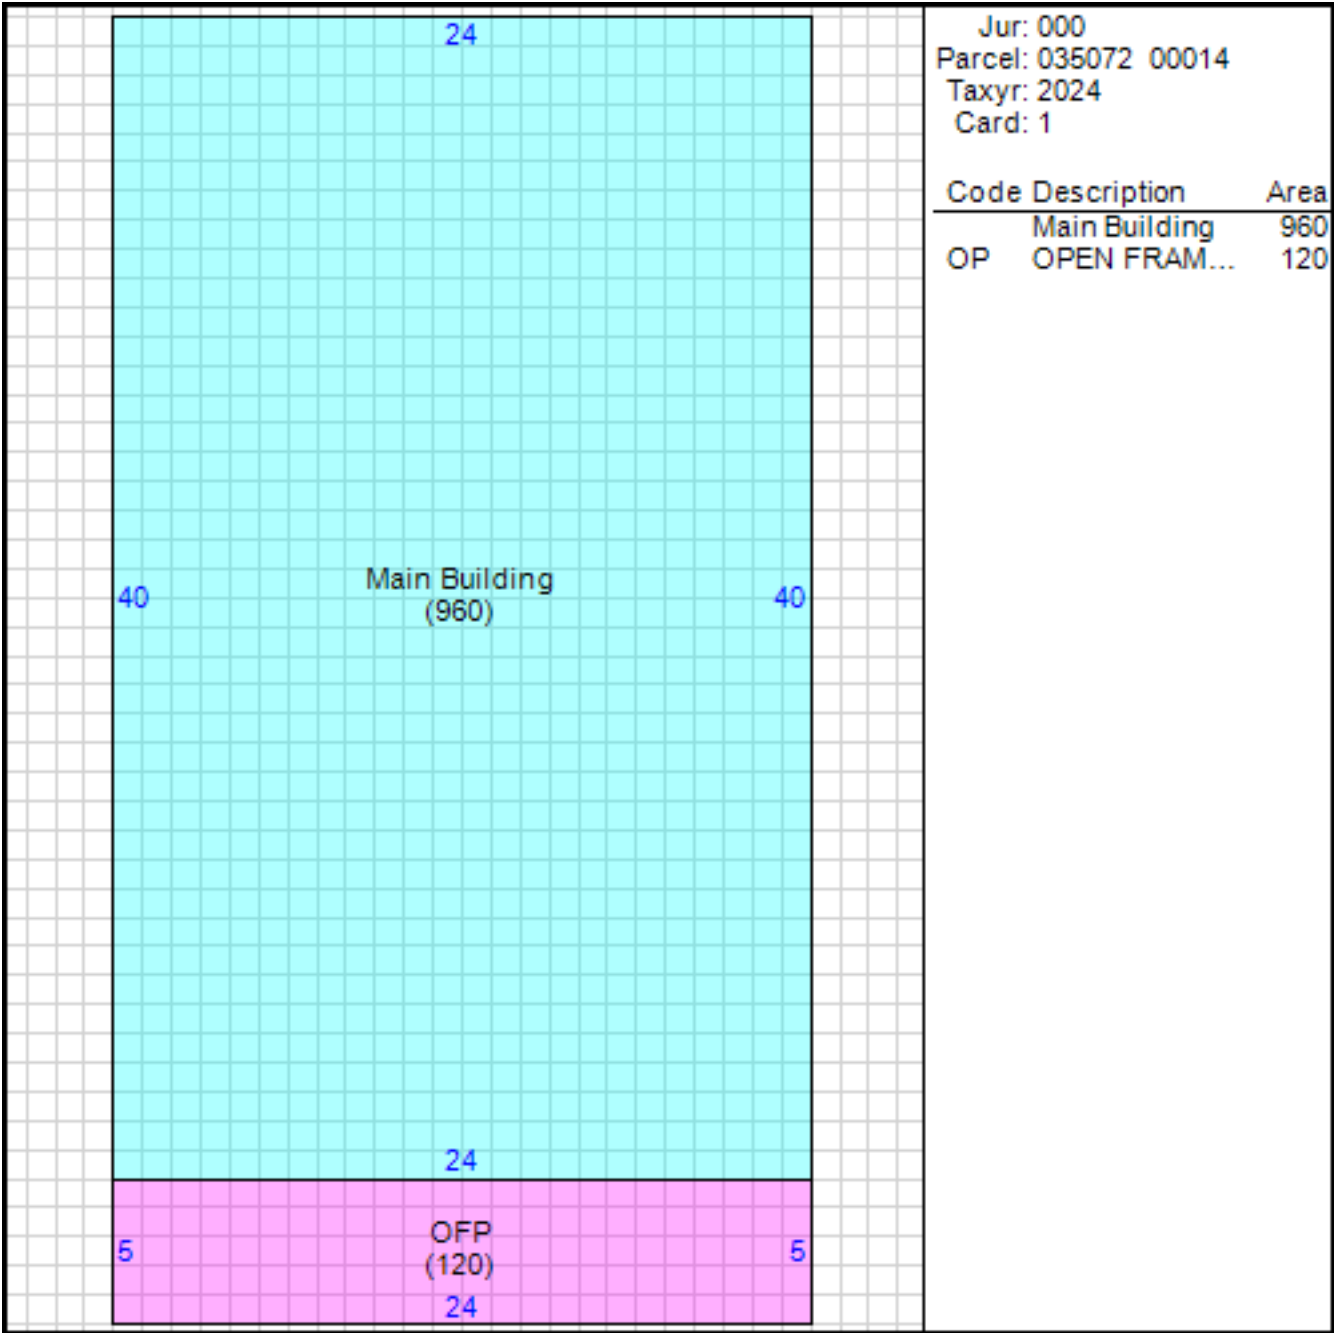 24
40
Main Building
(960)
40
24
5
OFP
(120)
5
24
Jur: 000
Parcel: 035072 00014
Taxyr: 2024
Card: 1
Code Description Area
Main Building 960
OP OPEN FRAM... 120